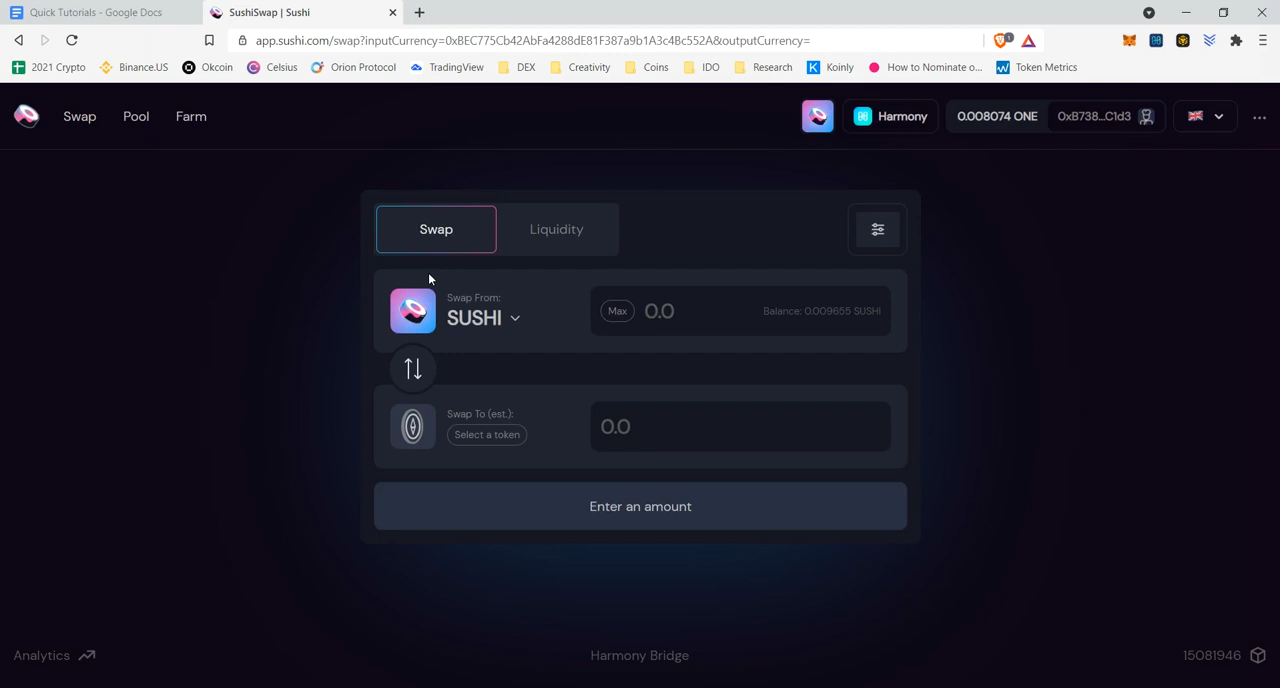 Quick Tutorials - Google Docs
SushiSwap | Sushi
app.sushi.com/swap?inputCurrency=0xBEC775Cb42AbFa4288dE81F387a9b1A3c4Bc552A&outputCurrency=
1
2021 Crypto
Binance.US
Okcoin
Celsius
Orion Protocol
TradingView
DEX
Creativity
Coins
IDO
Research
Koinly
How to Nominate o...
Token Metrics
Swap
Pool
Farm
Harmony
0.008074 ONE
0xB738...C1d3
Swap
Liquidity
Swap From:
SUSHI
Max
0.0
Balance: 0.009655 SUSHI
Swap To (est.):
Select a token
0.0
Enter an amount
Analytics
Harmony Bridge
15081946